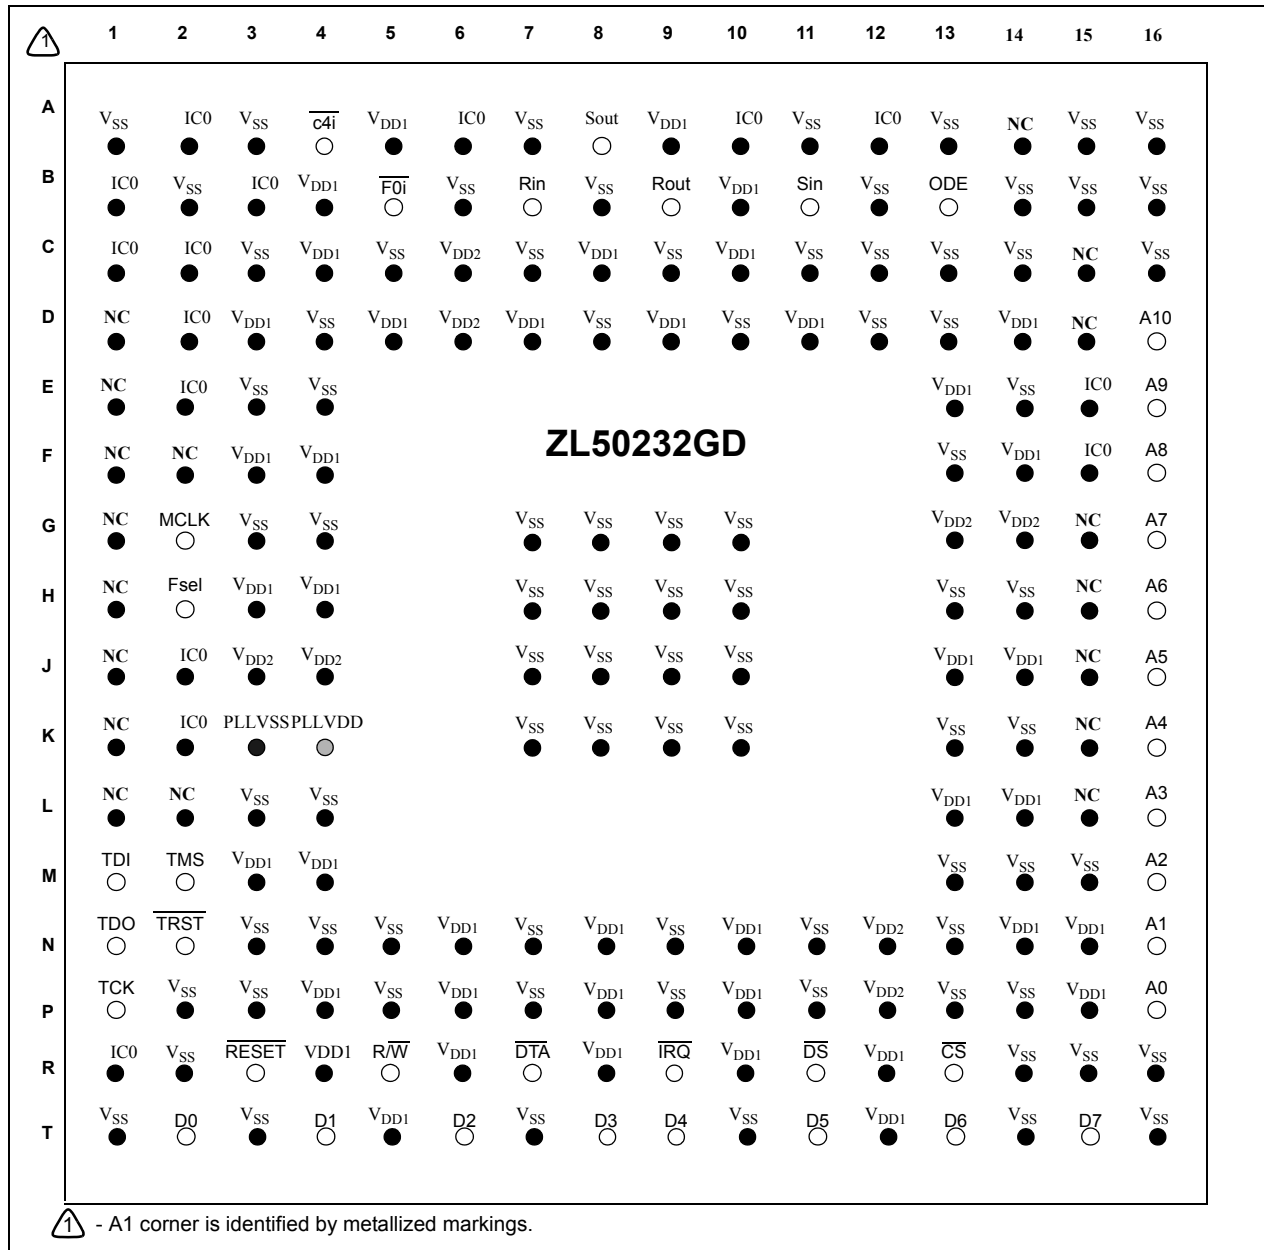 1 1 2 3 4 5 6 7 8 9 10 11 12 13 14 15 16
A VSS IC0 VSS c4i VDD1 IC0 VSS Sout VDD1 IC0 VSS IC0 VSS NC VSS VSS
B IC0 VSS IC0 VDD1 F0i VSS Rin VSS Rout VDD1 Sin VSS ODE VSS VSS VSS
C IC0 IC0 VSS VDD1 VSS VDD2 VSS VDD1 VSS VDD1 VSS VSS VSS VSS NC VSS
D NC IC0 VDD1 VSS VDD1 VDD2 VDD1 VSS VDD1 VSS VDD1 VSS VSS VDD1 NC A10
E NC IC0 VSS VSS VDD1 VSS IC0 A9
ZL50232GD
F NC NC VDD1 VDD1 VSS VDD1 IC0 A8
G NC MCLK VSS VSS VSS VSS VSS VSS VDD2 VDD2 NC A7
H NC Fsel VDD1 VDD1 VSS VSS VSS VSS VSS VSS NC A6
J NC IC0 VDD2 VDD2 VSS VSS VSS VSS VDD1 VDD1 NC A5
K NC IC0 PLLVSS PLLVDD VSS VSS VSS VSS VSS VSS NC A4
L NC NC VSS VSS VDD1 VDD1 NC A3
M TDI TMS VDD1 VDD1 VSS VSS VSS A2
N TDO TRST VSS VSS VSS VDD1 VSS VDD1 VSS VDD1 VSS VDD2 VSS VDD1 VDD1 A1
P TCK VSS VSS VDD1 VSS VDD1 VSS VDD1 VSS VDD1 VSS VDD2 VSS VSS VDD1 A0
R IC0 VSS RESET VDD1 R/W VDD1 DTA VDD1 IRQ VDD1 DS VDD1 CS VSS VSS VSS
T VSS D0 VSS D1 VDD1 D2 VSS D3 D4 VSS D5 VDD1 D6 VSS D7 VSS
1 - A1 corner is identified by metallized markings.